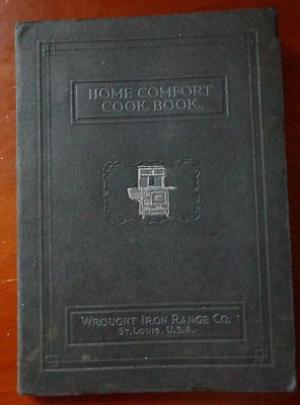 HOME COMFORT
COOK BOOK
WROUGHT IRON RANGE CO.
ST. LOUIS, U.S.A.